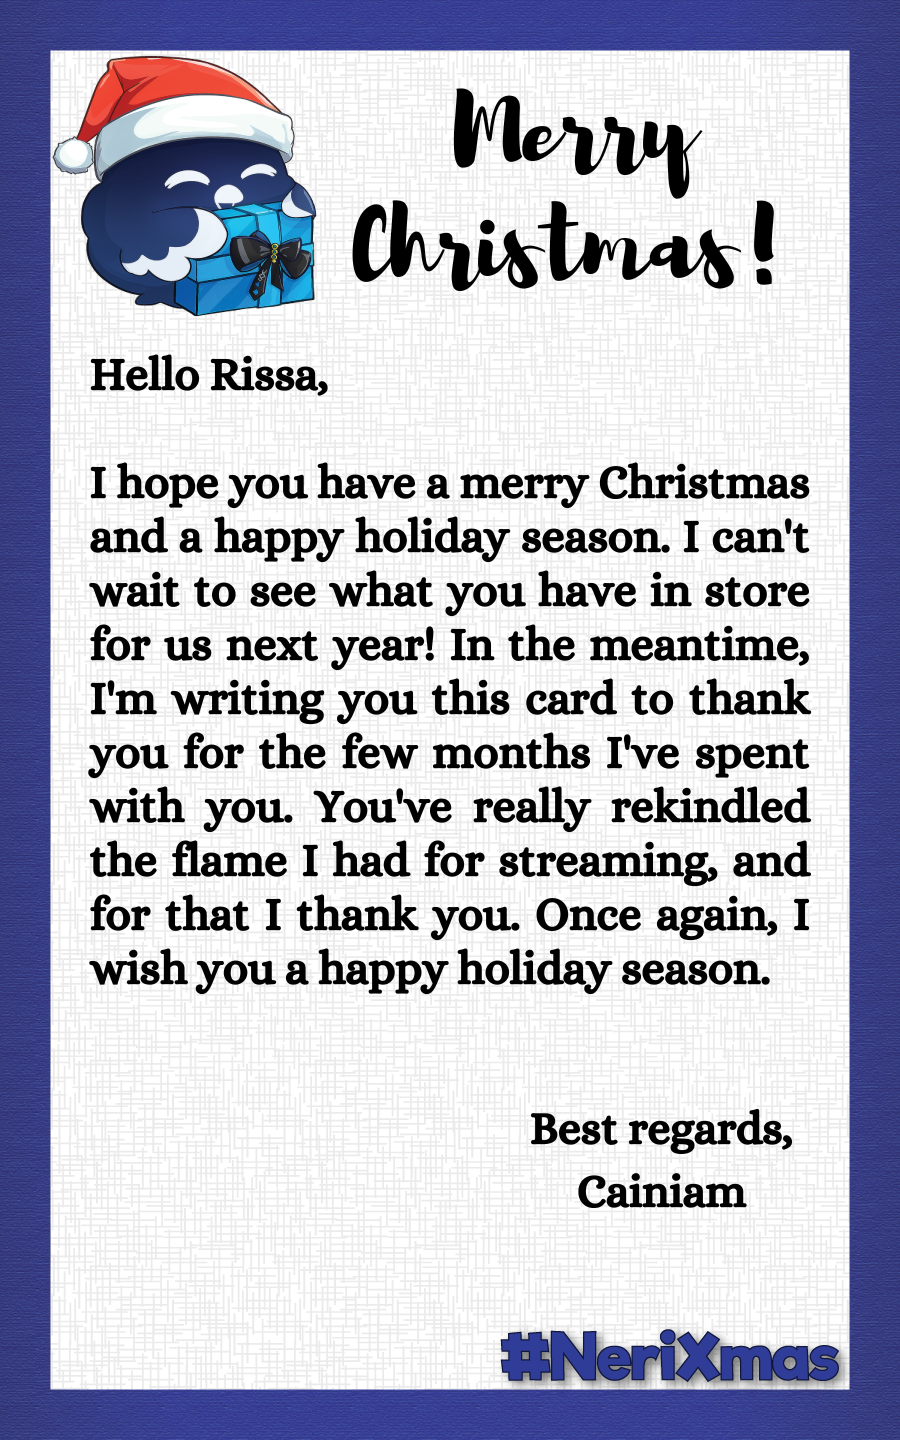 Merry
Christmas!
Hello Rissa,
I hope you have a merry Christmas
and a happy holiday season. I can't
wait to see what you have in store
for us next year! In the meantime,
I'm writing you this card to thank
you for the few months I've spent
with you. You've really rekindled
the flame I had for streaming, and
for that I thank you. Once again, I
wish you a happy holiday season.
Best regards,
Cainiam
#NeriXmas